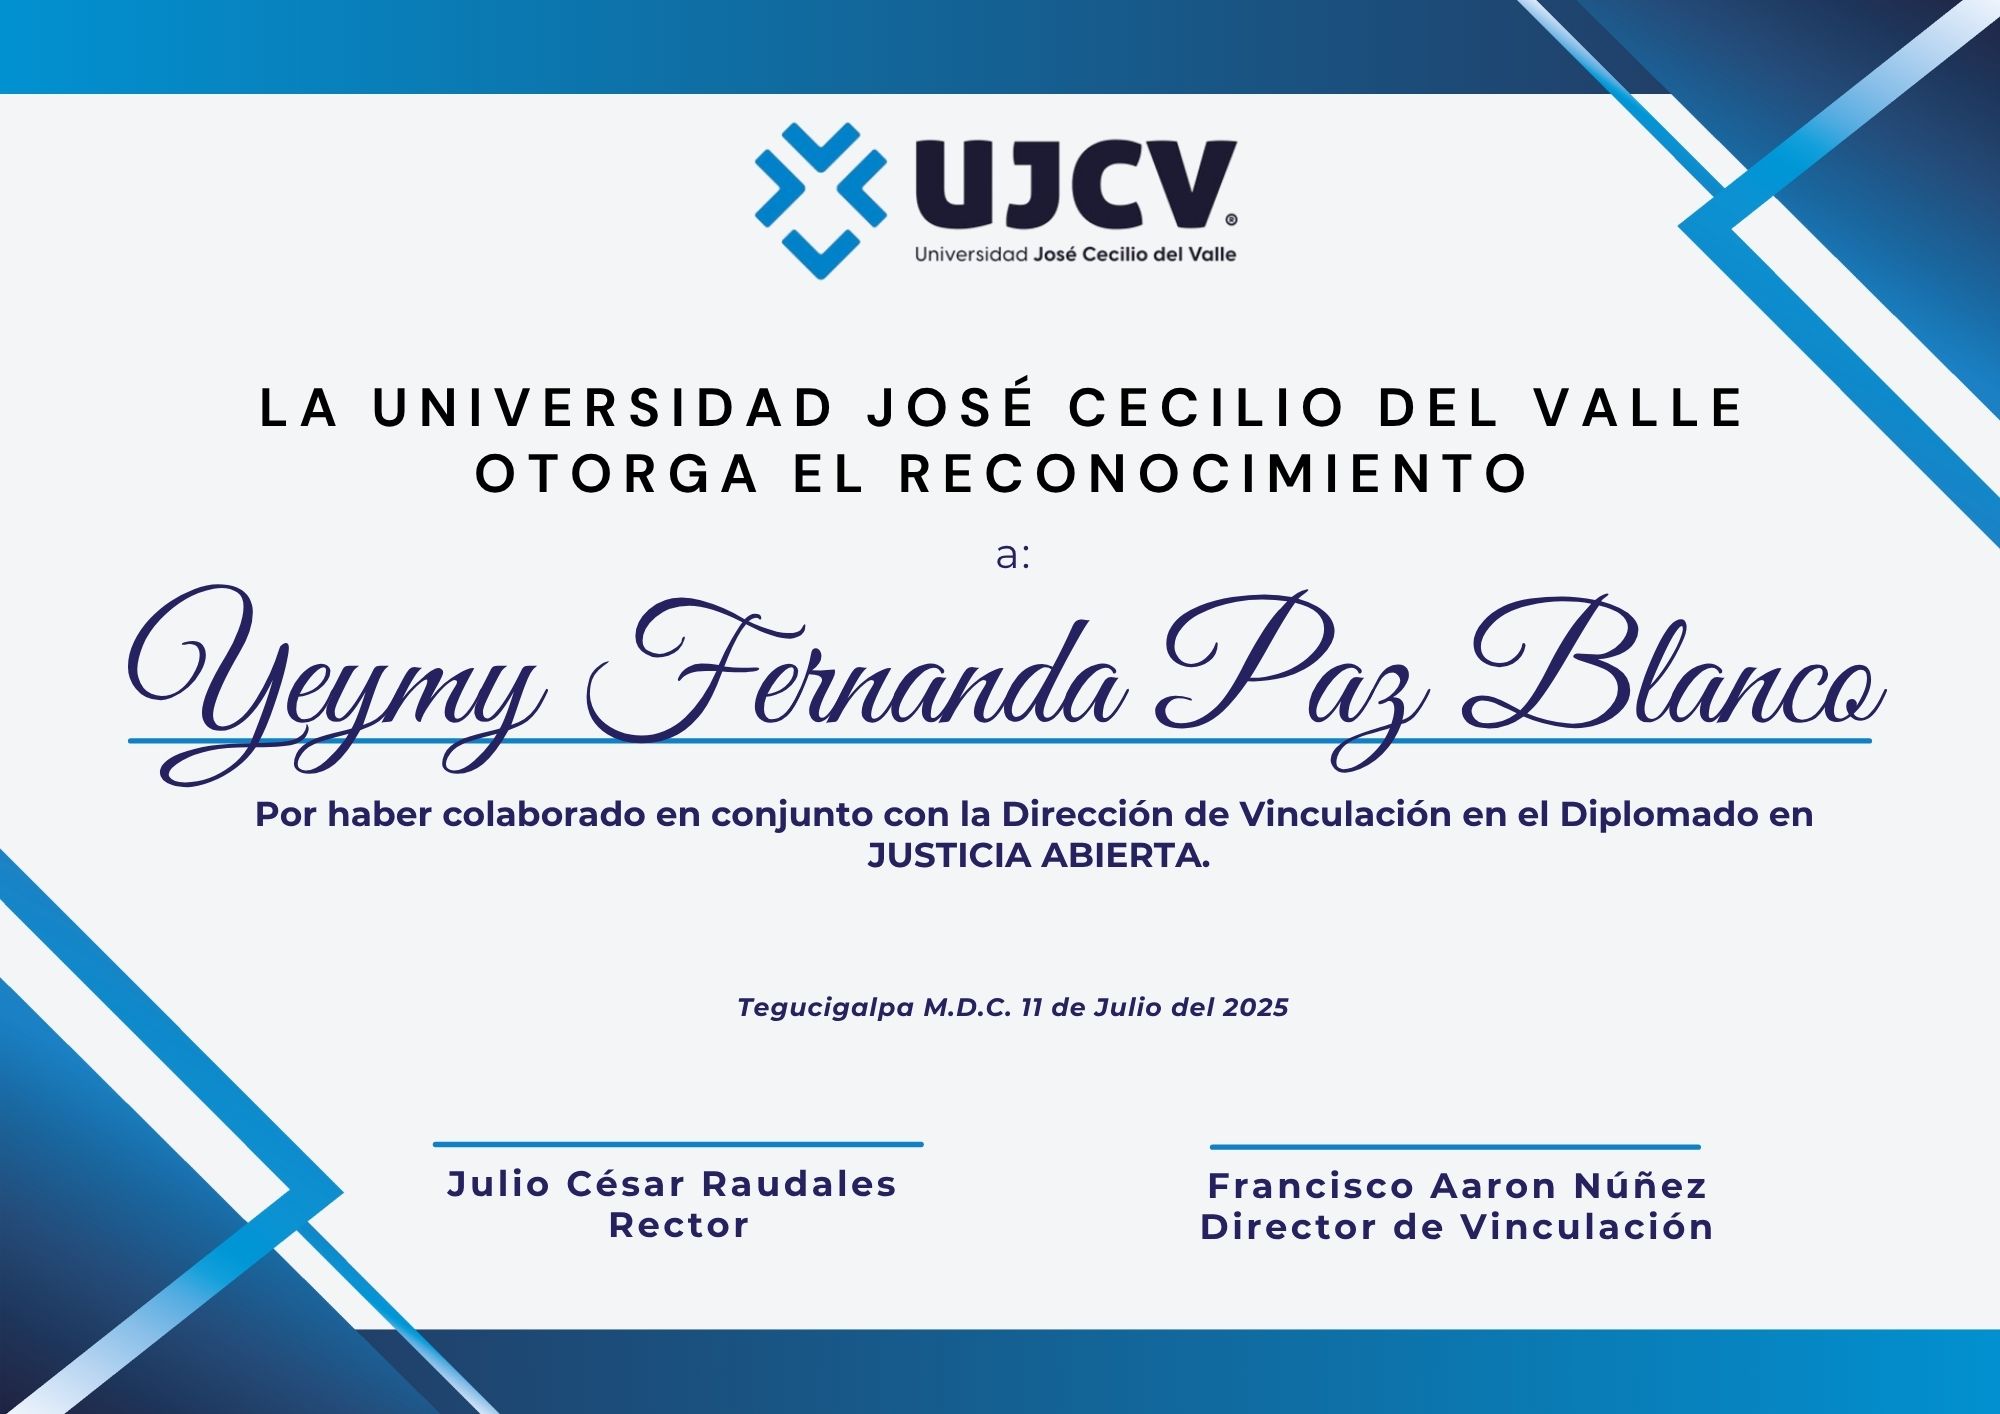 UJCV®
Universidad José Cecilio del Valle
LA UNIVERSIDAD JOSÉ CECILIO DEL VALLE
OTORGA EL RECONOCIMIENTO
a:
Yeymy Fernanda Paz Blanco
Por haber colaborado en conjunto con la Dirección de Vinculación en el Diplomado en
JUSTICIA ABIERTA.
Tegucigalpa M.D.C. 11 de Julio del 2025
Julio César Raudales
Rector
Francisco Aaron Núñez
Director de Vinculación